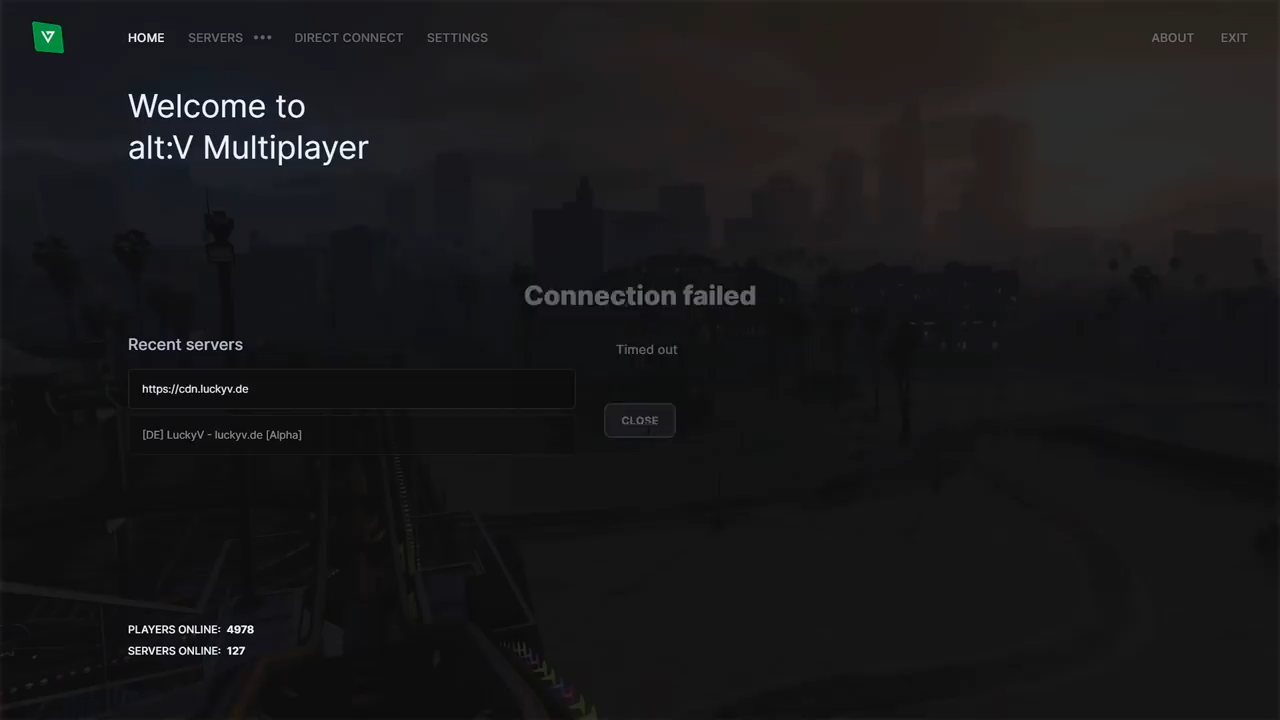 HOME SERVERS ••• DIRECT CONNECT SETTINGS ABOUT EXIT
Welcome to
alt:V Multiplayer
Connection failed
Recent servers
Timed out
https://cdn.luckyv.de
CLOSE
[DE] LuckyV - luckyv.de [Alpha]
PLAYERS ONLINE: 4978
SERVERS ONLINE: 127